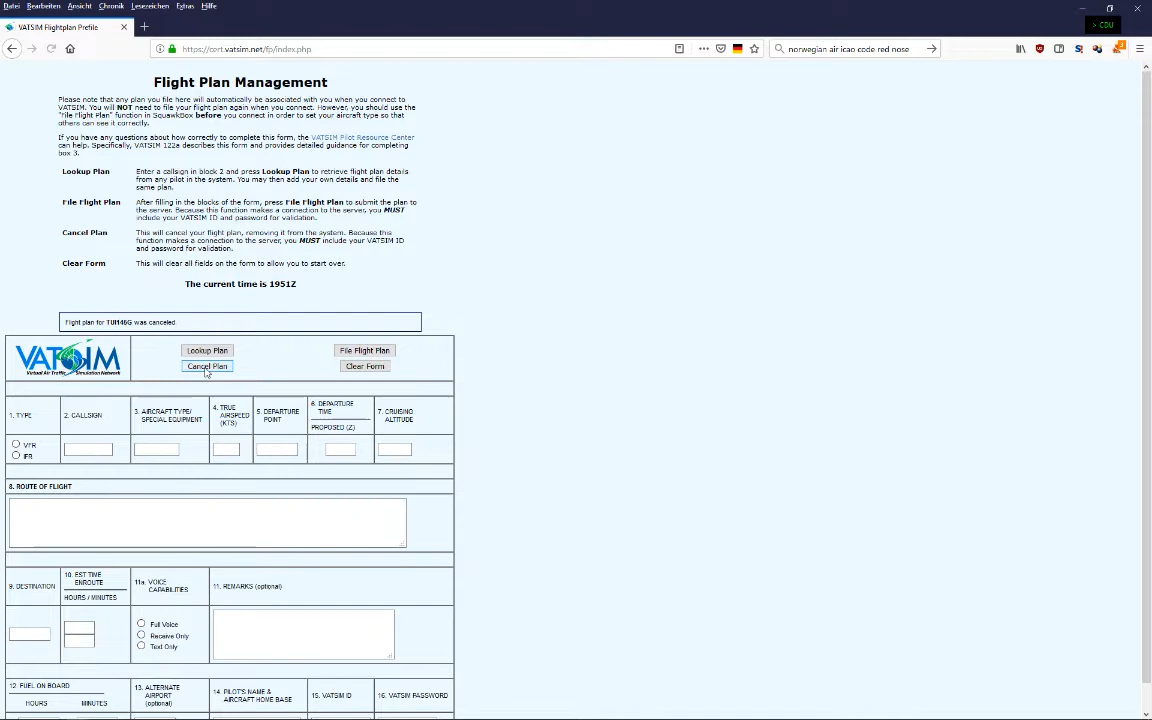 Datei Bearbeiten Ansicht Chronik Lesezeichen Extras Hilfe
VATSIM Flightplan Prefile
> CDU
https://cert.vatsim.net/fp/index.php
norwegian air icao code red nose
Flight Plan Management
Please note that any plan you file here will automatically be associated with you when you connect to
VATSIM. You will NOT need to file your flight plan again when you connect. However, you should use the
"File Flight Plan" function in SquawkBox before you connect in order to set your aircraft type so that
others can see it correctly.
If you have any questions about how correctly to complete this form, the VATSIM Pilot Resource Center
can help. Specifically, VATSIM 122a describes this form and provides detailed guidance for completing
box 3.
Lookup Plan
Enter a callsign in block 2 and press Lookup Plan to retrieve flight plan details
from any pilot in the system. You may then add your own details and file the
same plan.
File Flight Plan
After filling in the blocks of the form, press File Flight Plan to submit the plan to
the server. Because this function makes a connection to the server, you MUST
include your VATSIM ID and password for validation.
Cancel Plan
This will cancel your flight plan, removing it from the system. Because this
function makes a connection to the server, you MUST include your VATSIM ID
and password for validation.
Clear Form
This will clear all fields on the form to allow you to start over.
The current time is 1951Z
Flight plan for TUI146G was canceled
VATSIM
Virtual Air Traffic Simulation Network
Lookup Plan
File Flight Plan
Cancel Plan
Clear Form
1. TYPE
2. CALLSIGN
3. AIRCRAFT TYPE/
SPECIAL EQUIPMENT
4. TRUE
AIRSPEED
(KTS)
5. DEPARTURE
POINT
6. DEPARTURE
TIME
PROPOSED (Z)
7. CRUISING
ALTITUDE
VFR
IFR
8. ROUTE OF FLIGHT
9. DESTINATION
10. EST TIME
ENROUTE
HOURS / MINUTES
11a. VOICE
CAPABILITIES
11. REMARKS (optional)
Full Voice
Receive Only
Text Only
12. FUEL ON BOARD
HOURS MINUTES
13. ALTERNATE
AIRPORT
(optional)
14. PILOT'S NAME &
AIRCRAFT HOME BASE
15. VATSIM ID
16. VATSIM PASSWORD